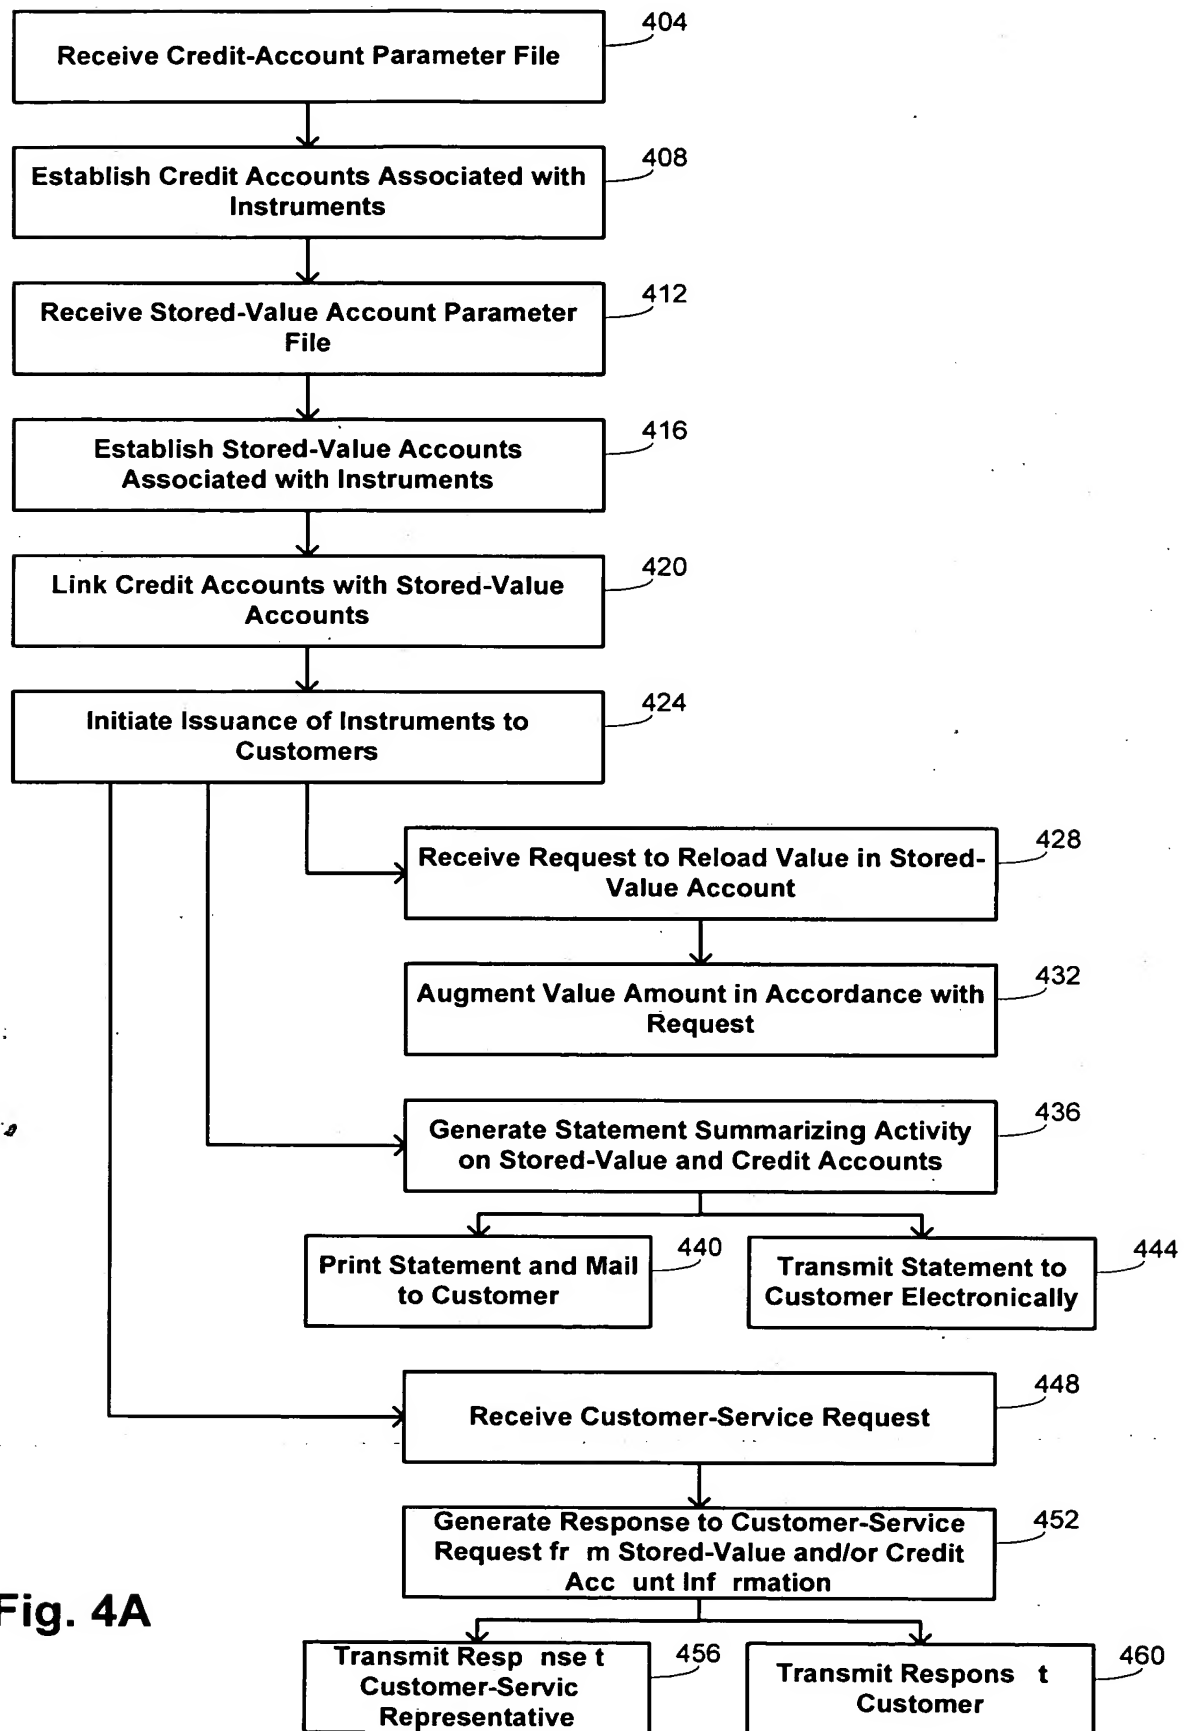 404
Receive Credit-Account Parameter File
408
Establish Credit Accounts Associated with
Instruments
412
Receive Stored-Value Account Parameter
File
416
Establish Stored-Value Accounts
Associated with Instruments
420
Link Credit Accounts with Stored-Value
Accounts
424
Initiate Issuance of Instruments to
Customers
428
Receive Request to Reload Value in Stored-
Value Account
432
Augment Value Amount in Accordance with
Request
436
Generate Statement Summarizing Activity
on Stored-Value and Credit Accounts
440
Print Statement and Mail
to Customer
444
Transmit Statement to
Customer Electronically
448
Receive Customer-Service Request
452
Generate Response to Customer-Service
Request fr m Stored-Value and/or Credit
Acc unt Inf rmation
456
Transmit Resp nse t
Customer-Servic
Representative
460
Transmit Respons t
Customer
Fig. 4A